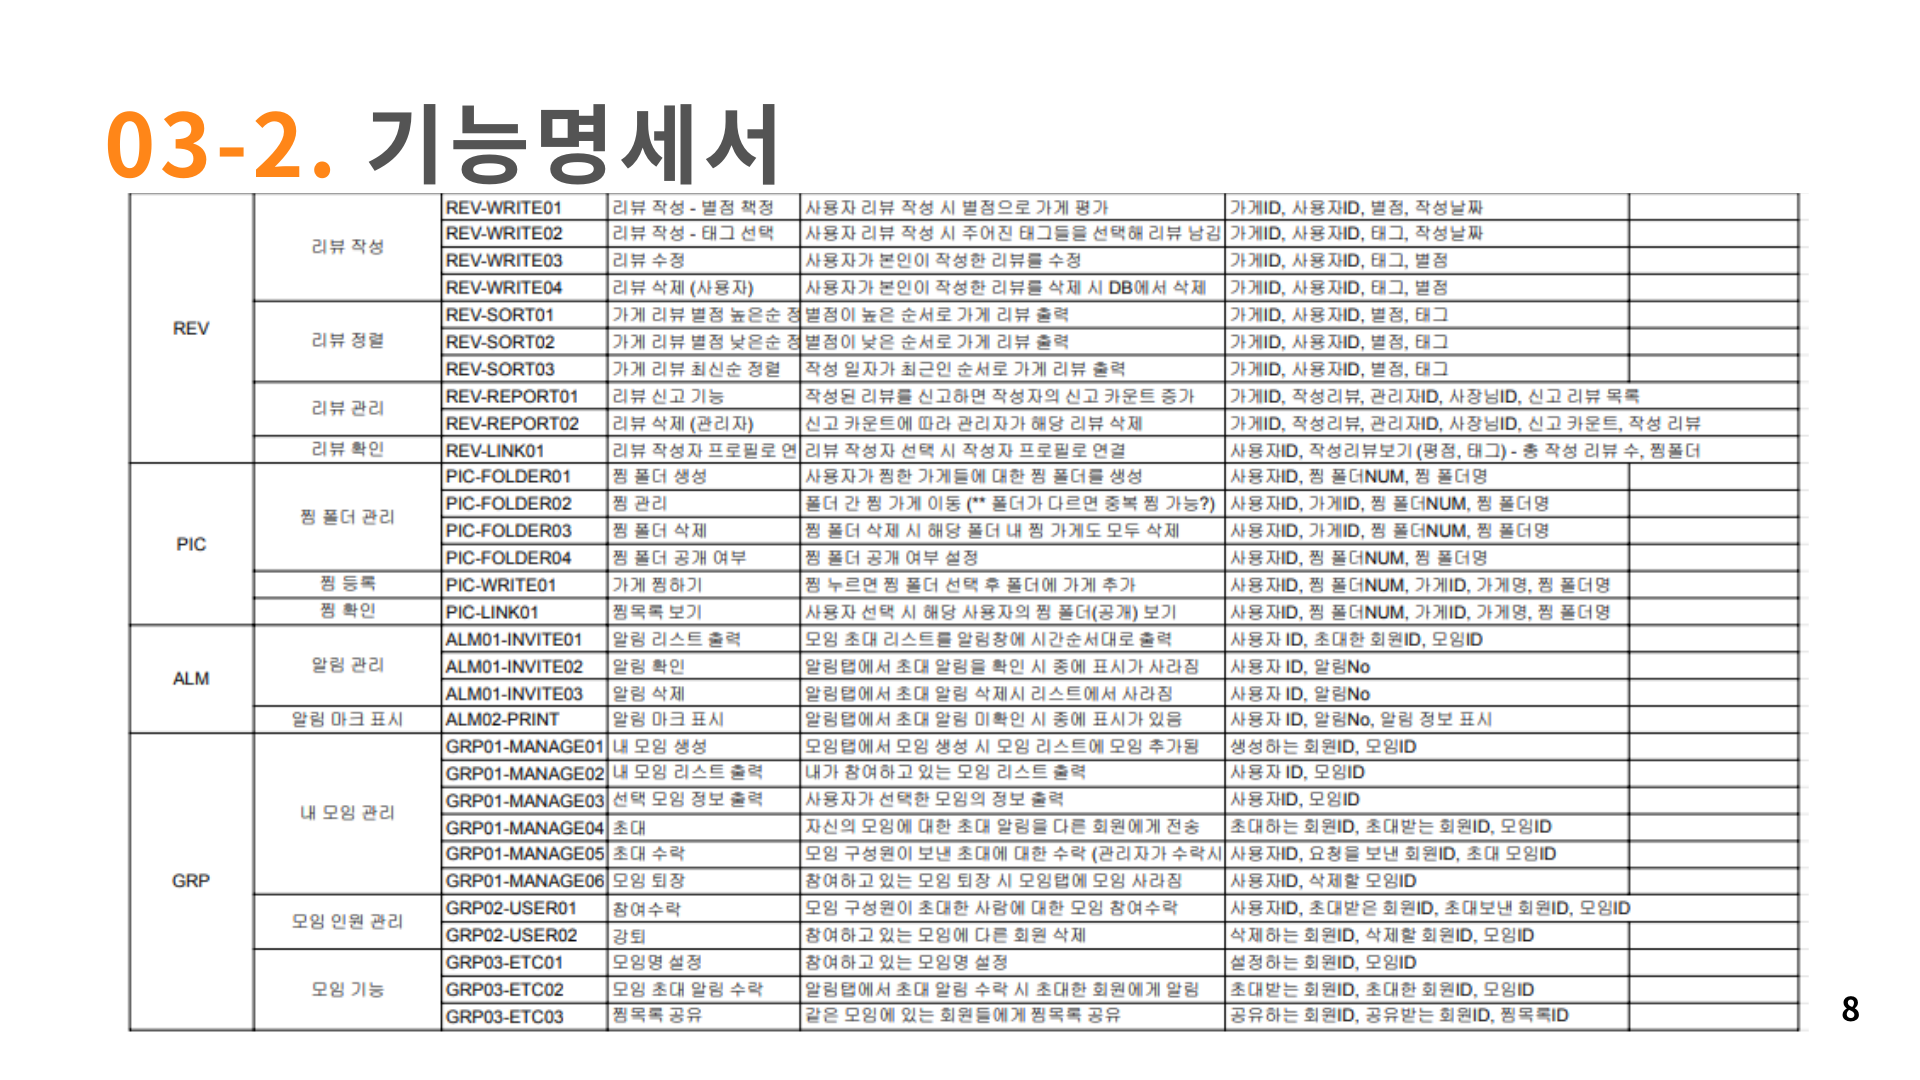 03-2. 기능명세서
REV 리뷰 작성 REV-WRITE01 리뷰 작성 - 별점 책정 사용자 리뷰 작성 시 별점으로 가게 평가 가게ID, 사용자ID, 별점, 작성날짜
REV-WRITE02 리뷰 작성 - 태그 선택 사용자 리뷰 작성 시 주어진 태그들을 선택해 리뷰 남김 가게ID, 사용자ID, 태그, 작성날짜
REV-WRITE03 리뷰 수정 사용자가 본인이 작성한 리뷰를 수정 가게ID, 사용자ID, 태그, 별점
REV-WRITE04 리뷰 삭제 (사용자) 사용자가 본인이 작성한 리뷰를 삭제 시 DB에서 삭제 가게ID, 사용자ID, 태그, 별점
리뷰 정렬 REV-SORT01 가게 리뷰 별점 높은순 정 별점이 높은 순서로 가게 리뷰 출력 가게ID, 사용자ID, 별점, 태그
REV-SORT02 가게 리뷰 별점 낮은순 정 별점이 낮은 순서로 가게 리뷰 출력 가게ID, 사용자ID, 별점, 태그
REV-SORT03 가게 리뷰 최신순 정렬 작성 일자가 최근인 순서로 가게 리뷰 출력 가게ID, 사용자ID, 별점, 태그
리뷰 관리 REV-REPORT01 리뷰 신고 기능 작성된 리뷰를 신고하면 작성자의 신고 카운트 증가 가게ID, 작성리뷰, 관리자ID, 사장님ID, 신고 리뷰 목록
REV-REPORT02 리뷰 삭제 (관리자) 신고 카운트에 따라 관리자가 해당 리뷰 삭제 가게ID, 작성리뷰, 관리자ID, 사장님ID, 신고 카운트, 작성 리뷰
리뷰 확인 REV-LINK01 리뷰 작성자 프로필로 연 리뷰 작성자 선택 시 작성자 프로필로 연결 사용자ID, 작성리뷰보기 (평점, 태그) - 총 작성 리뷰 수, 찜폴더
PIC 찜 폴더 관리 PIC-FOLDER01 찜 폴더 생성 사용자가 찜한 가게들에 대한 찜 폴더를 생성 사용자ID, 찜 폴더NUM, 찜 폴더명
PIC-FOLDER02 찜 관리 폴더 간 찜 가게 이동 (** 폴더가 다르면 중복 찜 가능?) 사용자ID, 가게ID, 찜 폴더NUM, 찜 폴더명
PIC-FOLDER03 찜 폴더 삭제 찜 폴더 삭제 시 해당 폴더 내 찜 가게도 모두 삭제 사용자ID, 가게ID, 찜 폴더NUM, 찜 폴더명
PIC-FOLDER04 찜 폴더 공개 여부 찜 폴더 공개 여부 설정 사용자ID, 찜 폴더NUM, 찜 폴더명
찜 등록 PIC-WRITE01 가게 찜하기 찜 누르면 찜 폴더 선택 후 폴더에 가게 추가 사용자ID, 찜 폴더NUM, 가게ID, 가게명, 찜 폴더명
찜 확인 PIC-LINK01 찜목록 보기 사용자 선택 시 해당 사용자의 찜 폴더(공개) 보기 사용자ID, 찜 폴더NUM, 가게ID, 가게명, 찜 폴더명
ALM 알림 관리 ALM01-INVITE01 알림 리스트 출력 모임 초대 리스트를 알림창에 시간순서대로 출력 사용자 ID, 초대한 회원ID, 모임ID
ALM01-INVITE02 알림 확인 알림탭에서 초대 알림을 확인 시 종에 표시가 사라짐 사용자 ID, 알림No
ALM01-INVITE03 알림 삭제 알림탭에서 초대 알림 삭제시 리스트에서 사라짐 사용자 ID, 알림No
알림 마크 표시 ALM02-PRINT 알림 마크 표시 알림탭에서 초대 알림 미확인 시 종에 표시가 있음 사용자 ID, 알림No, 알림 정보 표시
GRP 내 모임 관리 GRP01-MANAGE01 내 모임 생성 모임탭에서 모임 생성 시 모임 리스트에 모임 추가됨 생성하는 회원ID, 모임ID
GRP01-MANAGE02 내 모임 리스트 출력 내가 참여하고 있는 모임 리스트 출력 사용자 ID, 모임ID
GRP01-MANAGE03 선택 모임 정보 출력 사용자가 선택한 모임의 정보 출력 사용자ID, 모임ID
GRP01-MANAGE04 초대 자신의 모임에 대한 초대 알림을 다른 회원에게 전송 초대하는 회원ID, 초대받는 회원ID, 모임ID
GRP01-MANAGE05 초대 수락 모임 구성원이 보낸 초대에 대한 수락 (관리자가 수락시 사용자ID, 요청을 보낸 회원ID, 초대 모임ID
GRP01-MANAGE06 모임 퇴장 참여하고 있는 모임 퇴장 시 모임탭에 모임 사라짐 사용자ID, 삭제할 모임ID
모임 인원 관리 GRP02-USER01 참여수락 모임 구성원이 초대한 사람에 대한 모임 참여수락 사용자ID, 초대받은 회원ID, 초대보낸 회원ID, 모임ID
GRP02-USER02 강퇴 참여하고 있는 모임에 다른 회원 삭제 삭제하는 회원ID, 삭제할 회원ID, 모임ID
모임 기능 GRP03-ETC01 모임명 설정 참여하고 있는 모임명 설정 설정하는 회원ID, 모임ID
GRP03-ETC02 모임 초대 알림 수락 알림탭에서 초대 알림 수락 시 초대한 회원에게 알림 초대받는 회원ID, 초대한 회원ID, 모임ID
GRP03-ETC03 찜목록 공유 같은 모임에 있는 회원들에게 찜목록 공유 공유하는 회원ID, 공유받는 회원ID, 찜목록ID
8